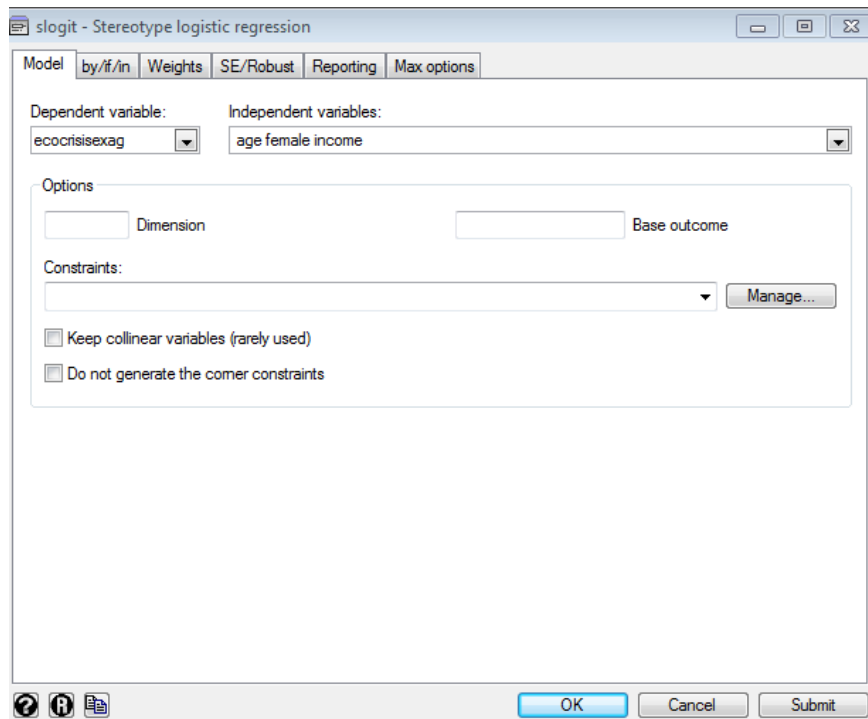 slogit - Stereotype logistic regression
Model by/if/in Weights SE/Robust Reporting Max options
Dependent variable: Independent variables:
ecocrisisexag age female income
Options
Dimension Base outcome
Constraints:
Manage...
Keep collinear variables (rarely used)
Do not generate the corner constraints
? R OK Cancel Submit